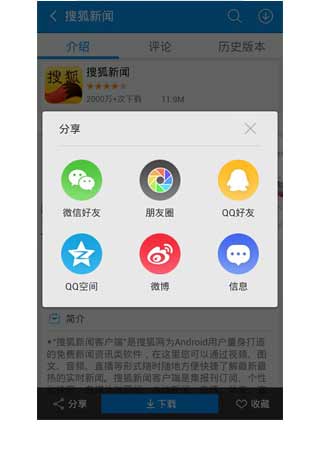 搜狐新闻
介绍 评论 历史版本
搜狐
搜狐新闻
2000万+次下载 11.9M
分享
微信好友 朋友圈 QQ好友
QQ空间 微博 信息
简介
•“搜狐新闻客户端”是搜狐网为Android用户量身打造
的免费新闻资讯类软件，在这里您可以通过视频、图
文、音频、直播等形式随时随地方便快捷了解最新最
热的实时新闻。搜狐新闻客户端是集报刊订阅、个性
分享 下载 收藏